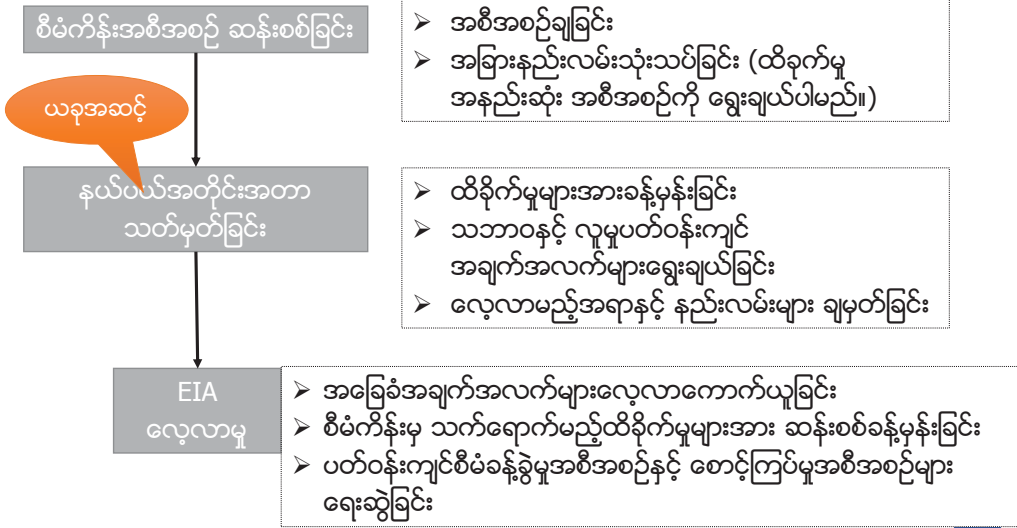 စီမံကိန်းအစီအစဉ် ဆန်းစစ်ခြင်း
➢ အစီအစဉ်ချခြင်း
➢ အခြားနည်းလမ်းသုံးသပ်ခြင်း (ထိခိုက်မှု
အနည်းဆုံး အစီအစဉ်ကို ရွေးချယ်ပါမည်။)
ယခုအဆင့်
နယ်ပယ်အတိုင်းအတာ
သတ်မှတ်ခြင်း
➢ ထိခိုက်မှုများအားခန့်မှန်းခြင်း
➢ သဘာဝနှင့် လူမှုပတ်ဝန်းကျင်
အချက်အလက်များရွေးချယ်ခြင်း
➢ လေ့လာမည့်အရာနှင့် နည်းလမ်းများ ချမှတ်ခြင်း
EIA
လေ့လာမှု
➢ အခြေခံအချက်အလက်များလေ့လာကောက်ယူခြင်း
➢ စီမံကိန်းမှ သက်ရောက်မည့်ထိခိုက်မှုများအား ဆန်းစစ်ခန့်မှန်းခြင်း
➢ ပတ်ဝန်းကျင်စီမံခန့်ခွဲမှုအစီအစဉ်နှင့် စောင့်ကြပ်မှုအစီအစဉ်များ
ရေးဆွဲခြင်း